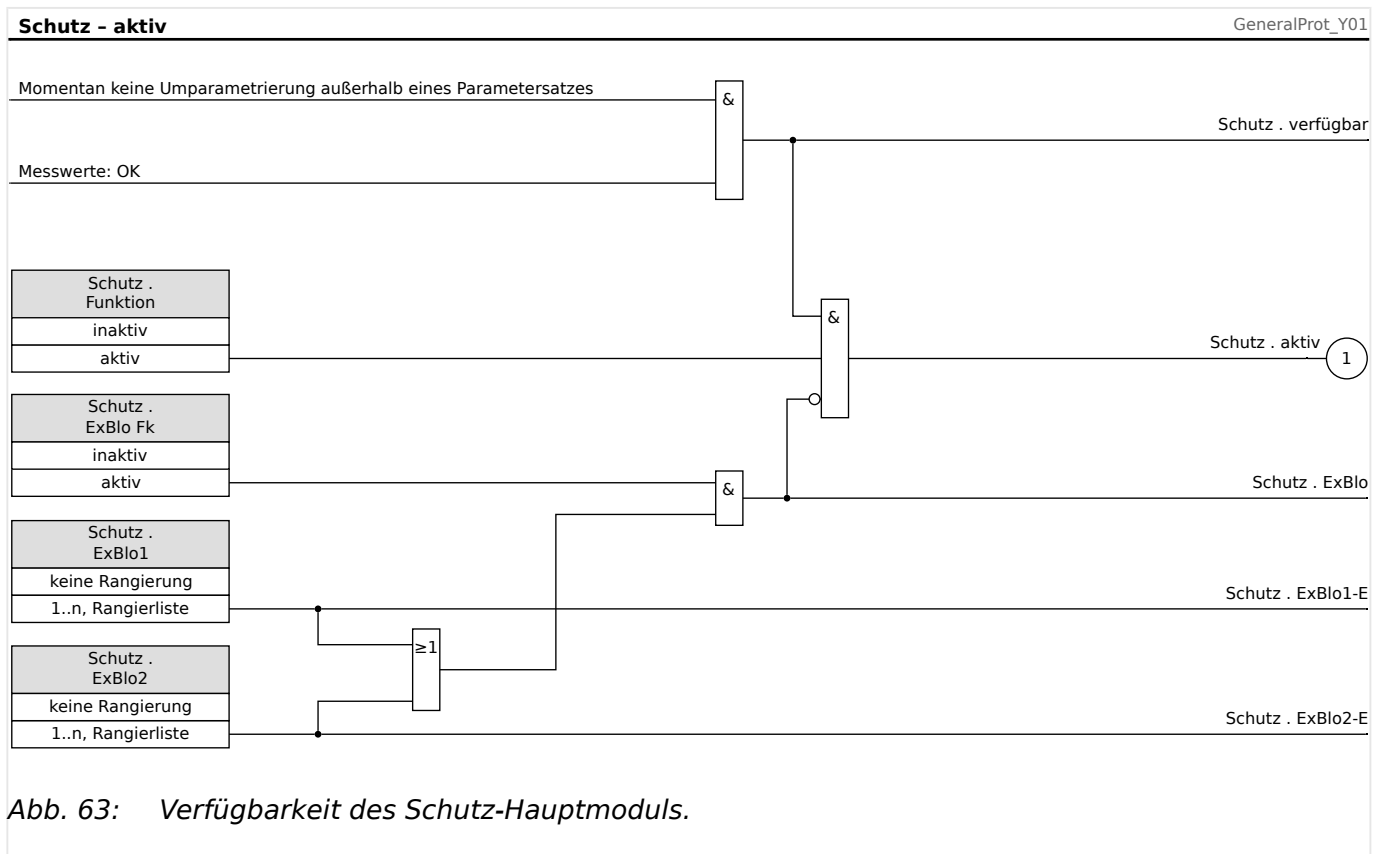 Schutz – aktiv
GeneralProt_Y01
Momentan keine Umparametrierung außerhalb eines Parametersatzes
&
Schutz . verfügbar
Messwerte: OK
Schutz .
Funktion
inaktiv
aktiv
&
Schutz . aktiv
1
Schutz .
ExBlo Fk
inaktiv
aktiv
&
Schutz . ExBlo
Schutz .
ExBlo1
keine Rangierung
1..n, Rangierliste
Schutz . ExBlo1-E
≥1
Schutz .
ExBlo2
keine Rangierung
1..n, Rangierliste
Schutz . ExBlo2-E
Abb. 63: Verfügbarkeit des Schutz-Hauptmoduls.